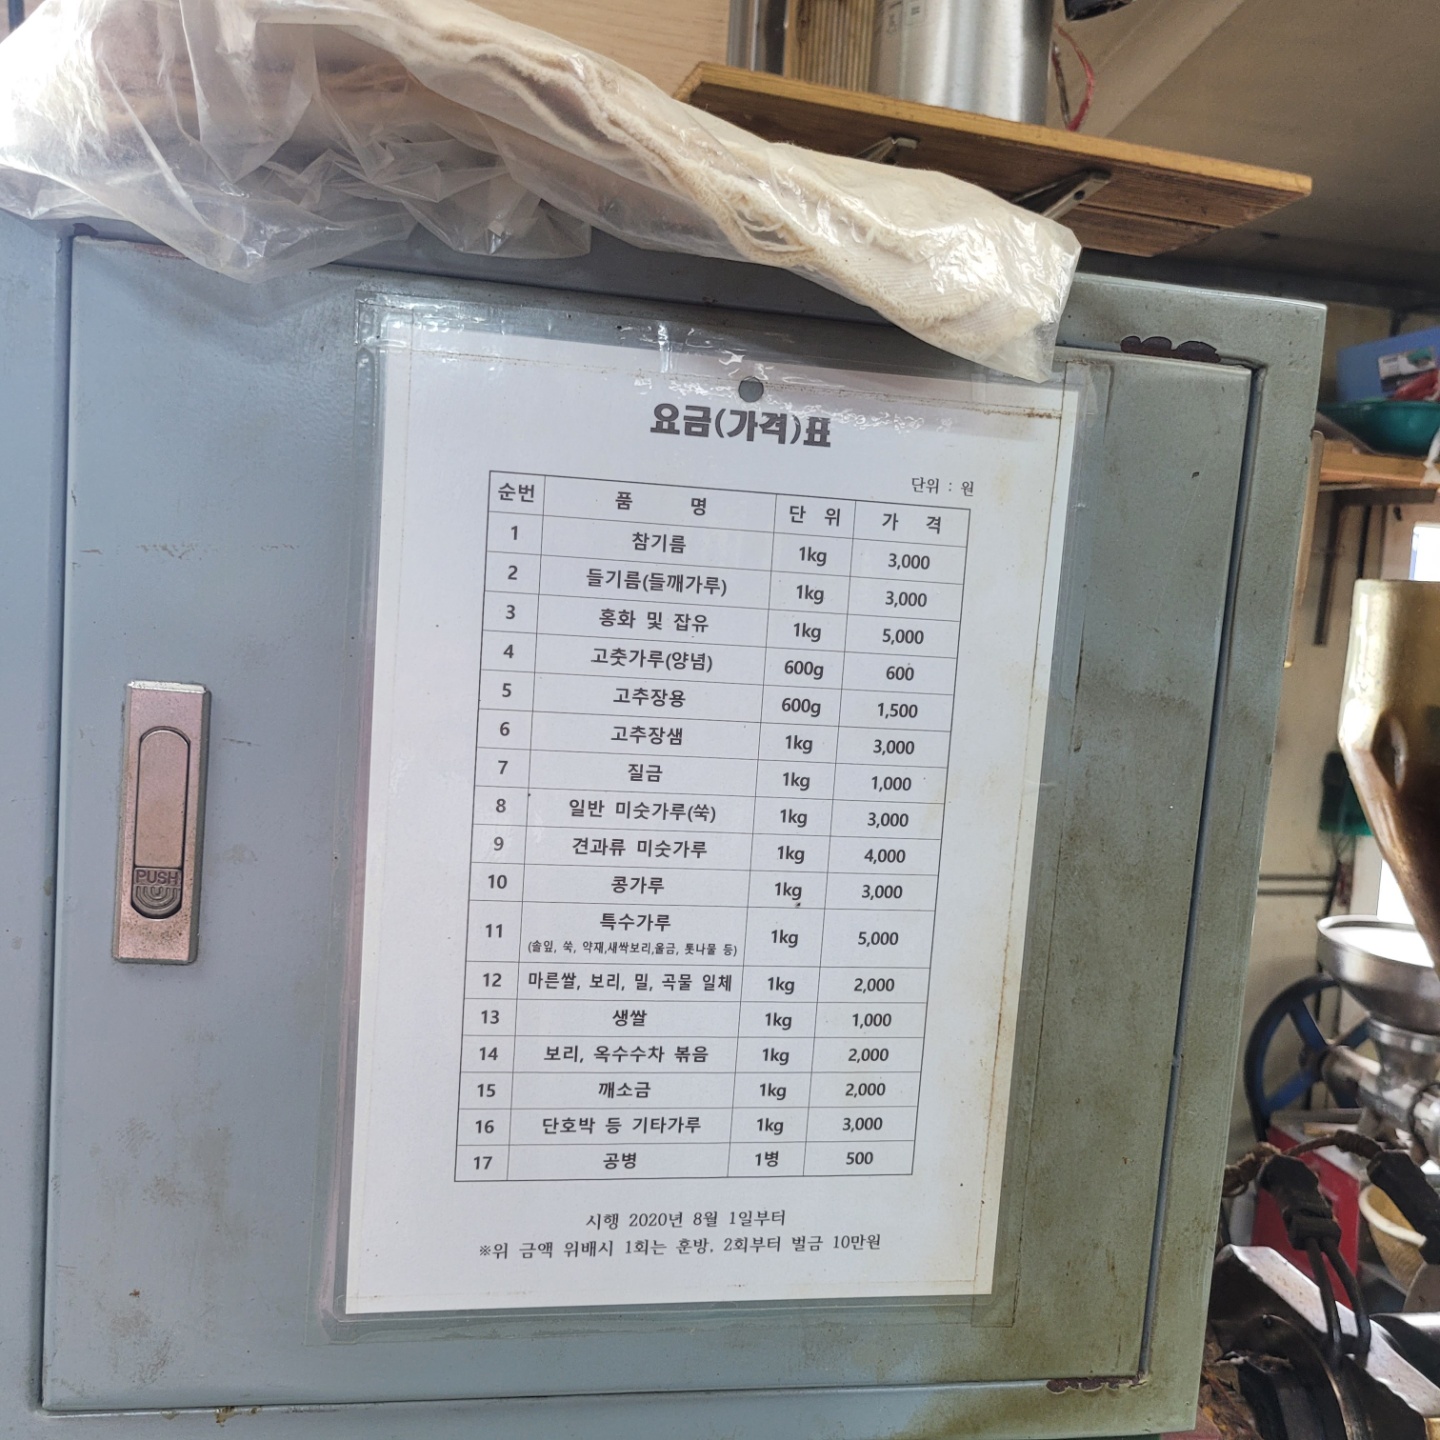 요금(가격)표
단위 : 원
순번 품 명 단 위 가 격
1 참기름 1kg 3,000
2 들기름(들깨가루) 1kg 3,000
3 홍화 및 잡유 1kg 5,000
4 고춧가루(양념) 600g 600
5 고추장용 600g 1,500
6 고추장샘 1kg 3,000
7 질금 1kg 1,000
8 일반 미숫가루(쑥) 1kg 3,000
9 견과류 미숫가루 1kg 4,000
10 콩가루 1kg 3,000
11 특수가루 1kg 5,000
(솔잎, 쑥, 약재,새싹보리,울금, 톳나물 등)
12 마른쌀, 보리, 밀, 곡물 일체 1kg 2,000
13 생쌀 1kg 1,000
14 보리, 옥수수차 볶음 1kg 2,000
15 깨소금 1kg 2,000
16 단호박 등 기타가루 1kg 3,000
17 공병 1병 500
시행 2020년 8월 1일부터
※위 금액 위배시 1회는 훈방, 2회부터 벌금 10만원
PUSH